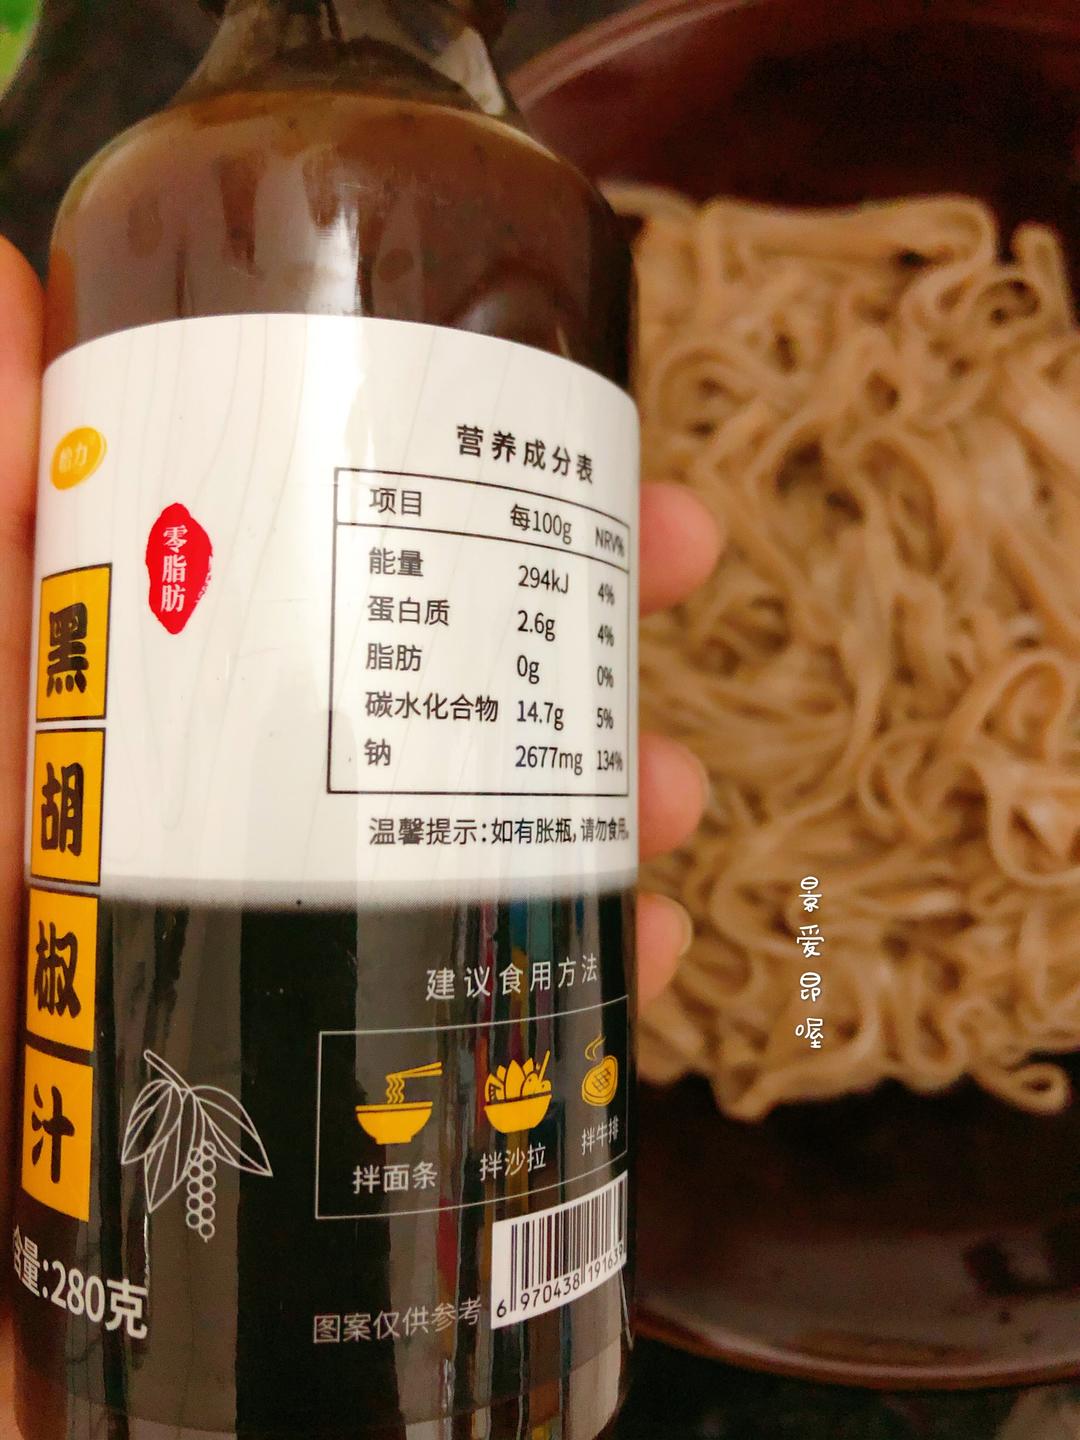 给力
零脂肪
黑胡椒汁
含量:280克
营养成分表
项目 每100g NRV%
能量 294kJ 4%
蛋白质 2.6g 4%
脂肪 0g 0%
碳水化合物 14.7g 5%
钠 2677mg 134%
温馨提示:如有胀瓶,请勿食用。
建议食用方法
拌面条 拌沙拉 拌牛排
图案仅供参考
6 970438
景爱昂喔